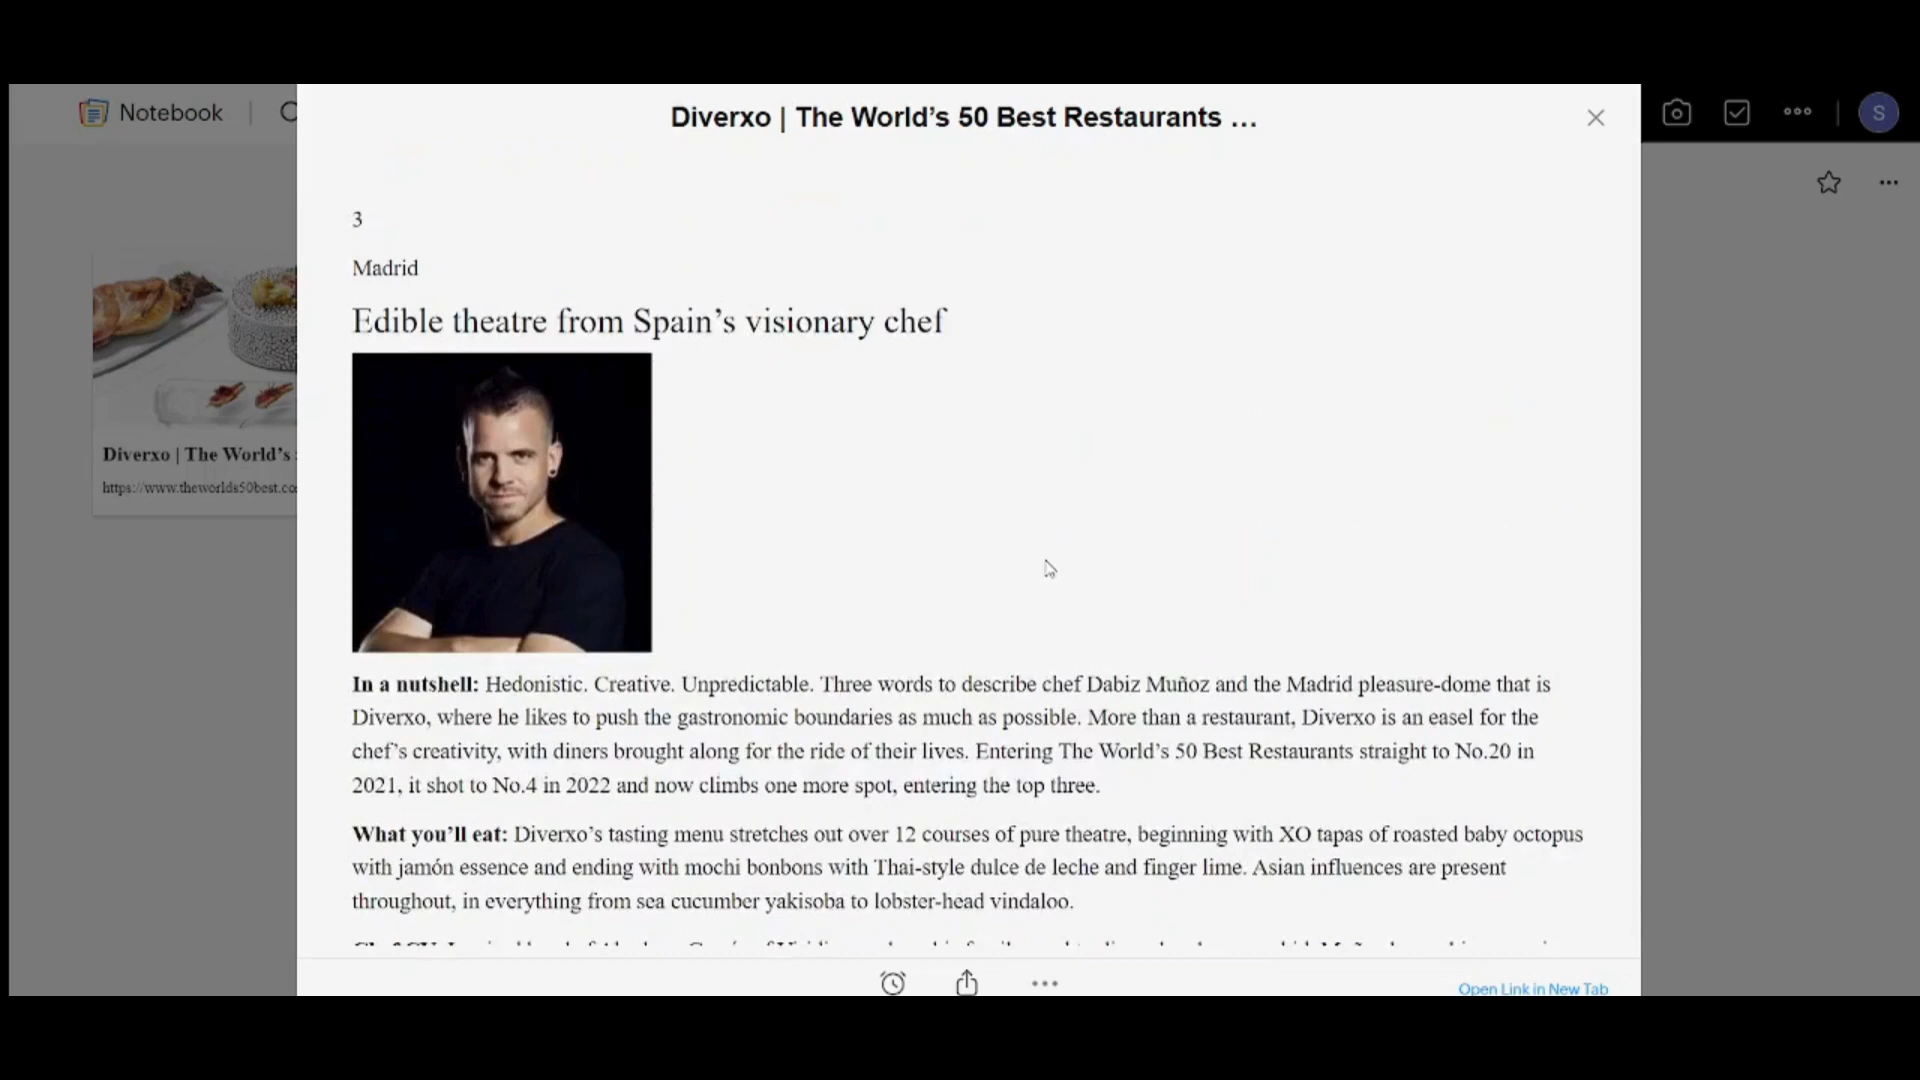 Notebook
Diverxo | The World’s 50 Best Restaurants …
S
3
Madrid
Edible theatre from Spain’s visionary chef
Diverxo | The World’s
https://www.theworlds50best.co
In a nutshell: Hedonistic. Creative. Unpredictable. Three words to describe chef Dabiz Muñoz and the Madrid pleasure-dome that is
Diverxo, where he likes to push the gastronomic boundaries as much as possible. More than a restaurant, Diverxo is an easel for the
chef’s creativity, with diners brought along for the ride of their lives. Entering The World’s 50 Best Restaurants straight to No.20 in
2021, it shot to No.4 in 2022 and now climbs one more spot, entering the top three.
What you’ll eat: Diverxo’s tasting menu stretches out over 12 courses of pure theatre, beginning with XO tapas of roasted baby octopus
with jamón essence and ending with mochi bonbons with Thai-style dulce de leche and finger lime. Asian influences are present
throughout, in everything from sea cucumber yakisoba to lobster-head vindaloo.
Open Link in New Tab